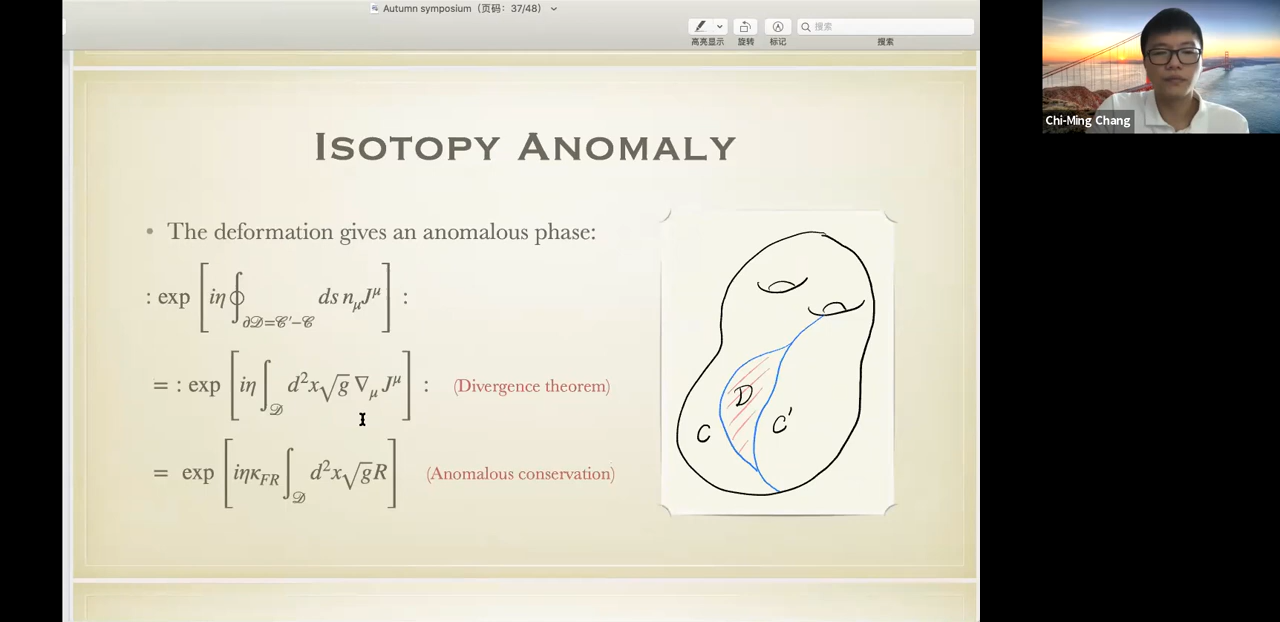 Autumn symposium（页码：37/48）
搜索
高亮显示
旋转
标记
搜索
Chi-Ming Chang
ISOTOPY ANOMALY
• The deformation gives an anomalous phase:
: exp [iη∮_{∂𝒟=𝒞′−𝒞} ds n_μ J^μ] :
= : exp [iη∫_𝒟 d²x√g ∇_μ J^μ] : (Divergence theorem)
= exp [iηκ_{FR} ∫_𝒟 d²x√g R] (Anomalous conservation)
D
C
C'